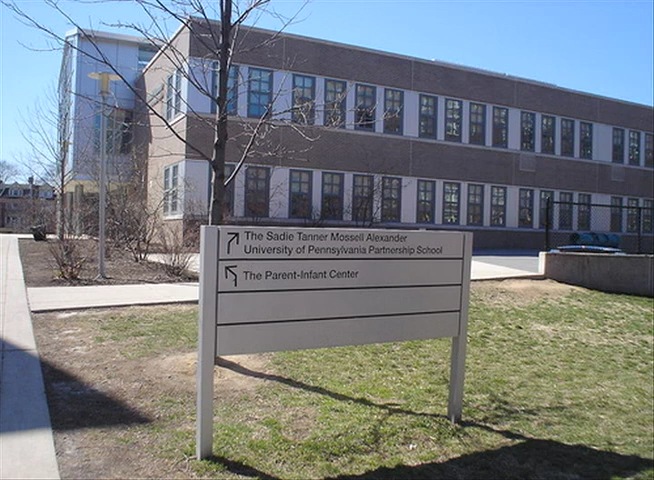 The Sadie Tanner Mossell Alexander
University of Pennsylvania Partnership School
The Parent-Infant Center